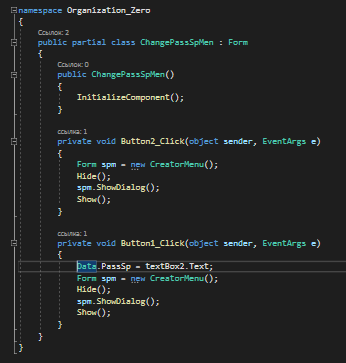 namespace Organization_Zero
{
Ссылок: 2
public partial class ChangePassSpMen : Form
{
Ссылок: 0
public ChangePassSpMen()
{
InitializeComponent();
}
ссылка: 1
private void Button2_Click(object sender, EventArgs e)
{
Form spm = new CreatorMenu();
Hide();
spm.ShowDialog();
Show();
}
ссылка: 1
private void Button1_Click(object sender, EventArgs e)
{
Data.PassSp = textBox2.Text;
Form spm = new CreatorMenu();
Hide();
spm.ShowDialog();
Show();
}
}
}